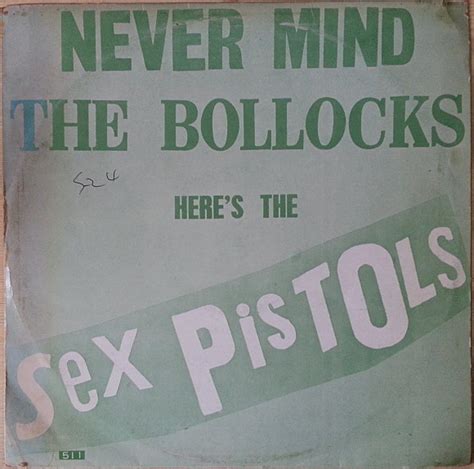 NEVER MIND
THE BOLLOCKS
524
HERE'S THE
Sex PiSTOLs
511